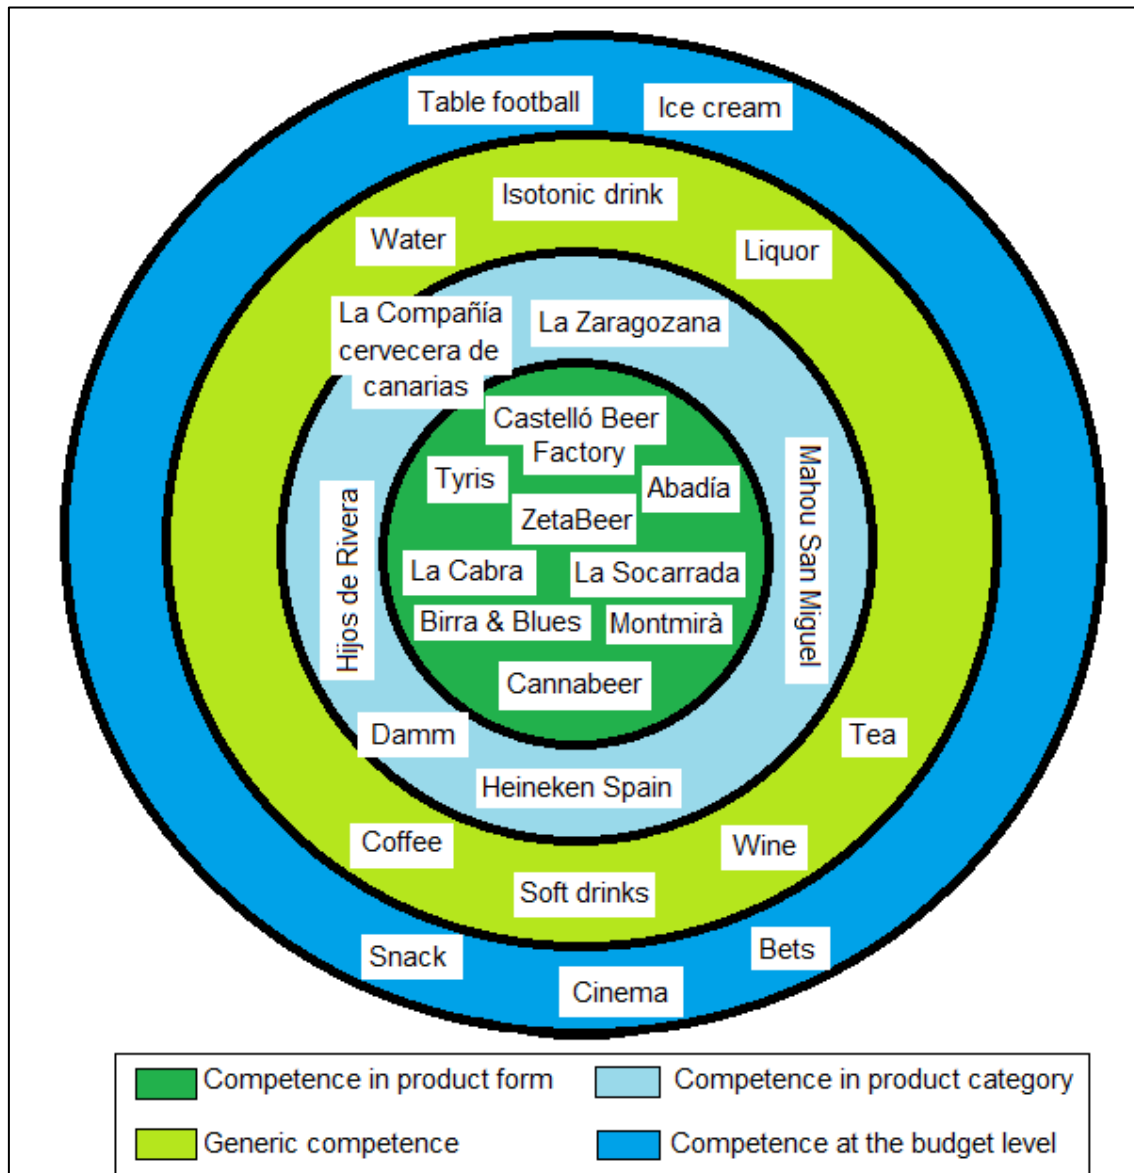 Table football
Ice cream
Isotonic drink
Water
Liquor
La Compañía
cervecera de
canarias
La Zaragozana
Castelló Beer
Factory
Tyris
Abadía
ZetaBeer
Mahou San Miguel
Hijos de Rivera
La Cabra
La Socarrada
Birra & Blues
Montmirà
Cannabeer
Damm
Tea
Heineken Spain
Coffee
Wine
Soft drinks
Snack
Bets
Cinema
Competence in product form
Competence in product category
Generic competence
Competence at the budget level